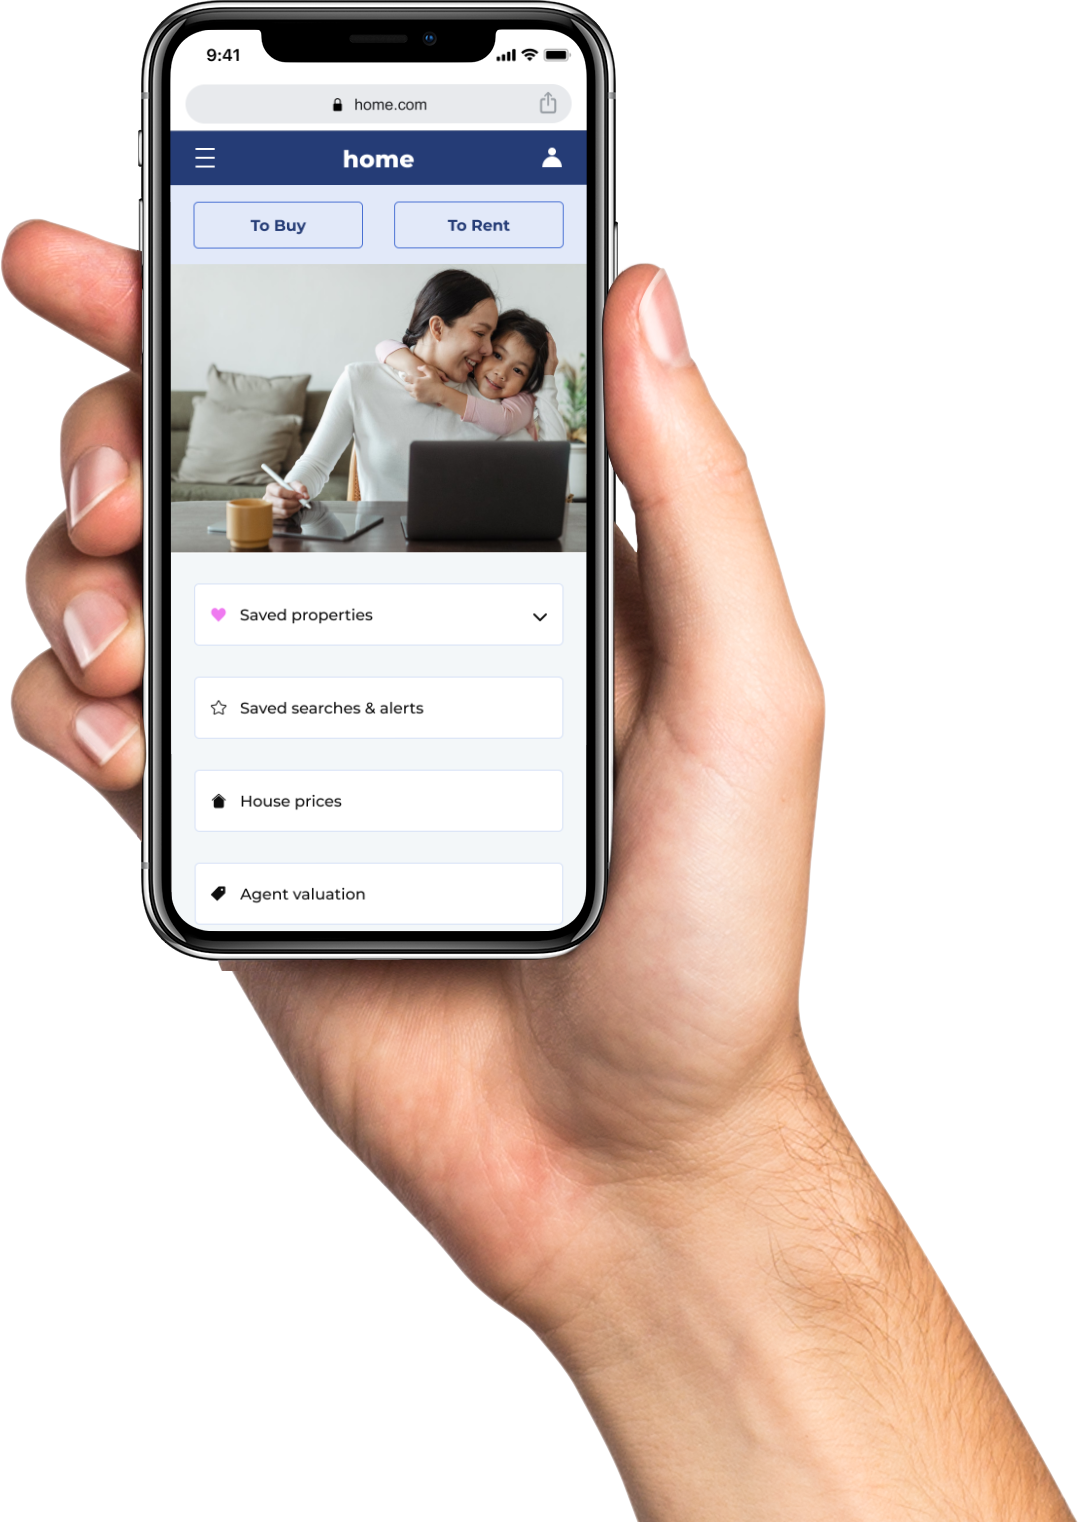 9:41
home.com
home
To Buy
To Rent
Saved properties
Saved searches & alerts
House prices
Agent valuation